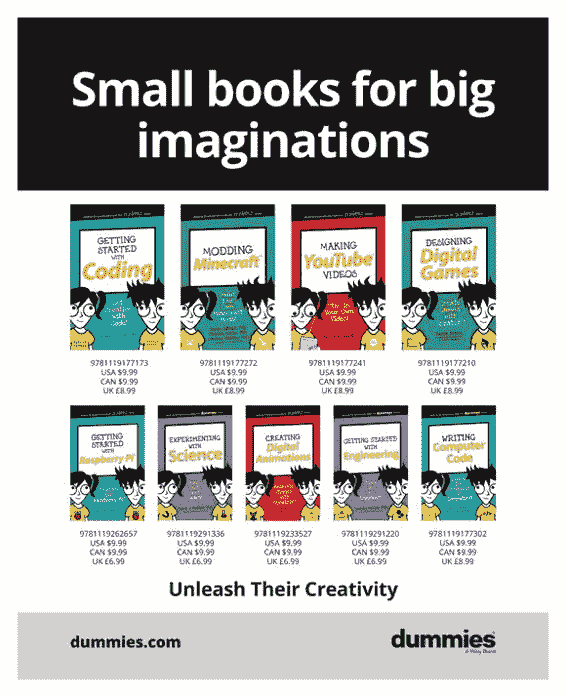 Small books for big
imaginations
GETTING
STARTED
WITH
Coding
MODDING
Minecraft
MAKING
YouTube
VIDEOS
DESIGNING
Digital
Games
9781119177173
USA $9.99
CAN $9.99
UK £8.99
9781119177272
USA $9.99
CAN $9.99
UK £8.99
9781119177241
USA $9.99
CAN $9.99
UK £8.99
9781119177210
USA $9.99
CAN $9.99
UK £8.99
GETTING
STARTED
WITH
Raspberry Pi
EXPERIMENTING
WITH
Science
CREATING
Digital
Animations
GETTING STARTED
WITH
Engineering
WRITING
Computer
Code
9781119262657
USA $9.99
CAN $9.99
UK £6.99
9781119291336
USA $9.99
CAN $9.99
UK £6.99
9781119233527
USA $9.99
CAN $9.99
UK £6.99
9781119291220
USA $9.99
CAN $9.99
UK £6.99
9781119177302
USA $9.99
CAN $9.99
UK £8.99
Unleash Their Creativity
dummies.com
dummies
A Wiley Brand